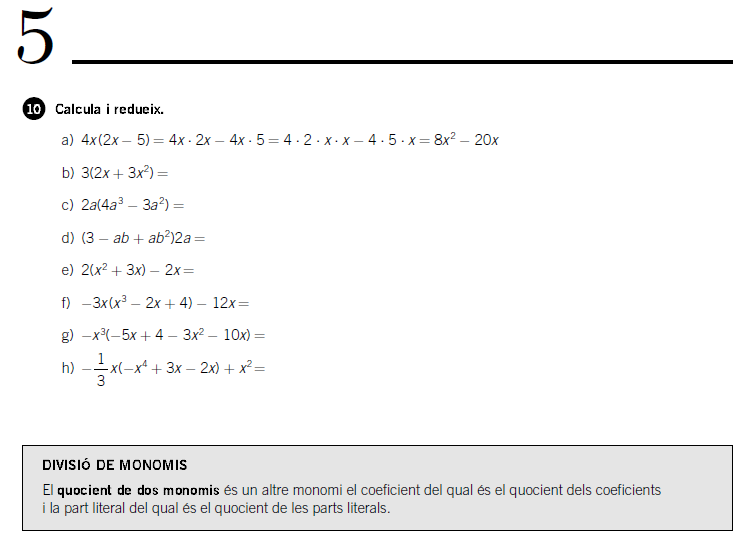 5
10 Calcula i redueix.
a) 4x(2x − 5) = 4x · 2x − 4x · 5 = 4 · 2 · x · x − 4 · 5 · x = 8x² − 20x
b) 3(2x + 3x²) =
c) 2a(4a³ − 3a²) =
d) (3 − ab + ab²)2a =
e) 2(x² + 3x) − 2x =
f) −3x(x³ − 2x + 4) − 12x =
g) −x³(−5x + 4 − 3x² − 10x) =
h) −1/3 x(−x⁴ + 3x − 2x) + x² =
DIVISIÓ DE MONOMIS
El quocient de dos monomis és un altre monomi el coeficient del qual és el quocient dels coeficients
i la part literal del qual és el quocient de les parts literals.